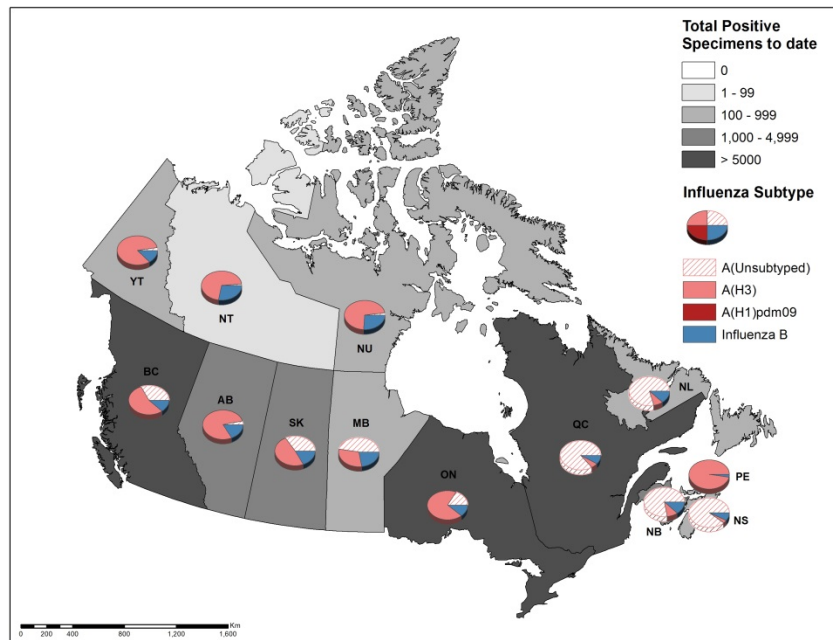 Total Positive
Specimens to date
0
1 - 99
100 - 999
1,000 - 4,999
> 5000
Influenza Subtype
A(Unsubtyped)
A(H3)
A(H1)pdm09
Influenza B
YT
NT
NU
BC
AB
SK
MB
ON
QC
NL
PE
NB
NS
Km
0 200 400 800 1,200 1,600